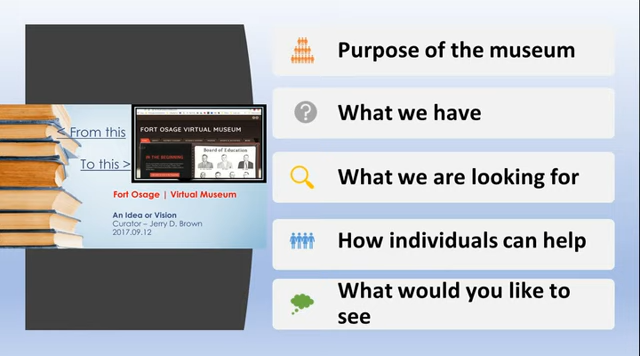 < From this
To this >
FORT OSAGE VIRTUAL MUSEUM
IN THE BEGINNING
Board of Education
Fort Osage | Virtual Museum
An Idea or Vision
Curator – Jerry D. Brown
2017.09.12
Purpose of the museum
What we have
What we are looking for
How individuals can help
What would you like to
see